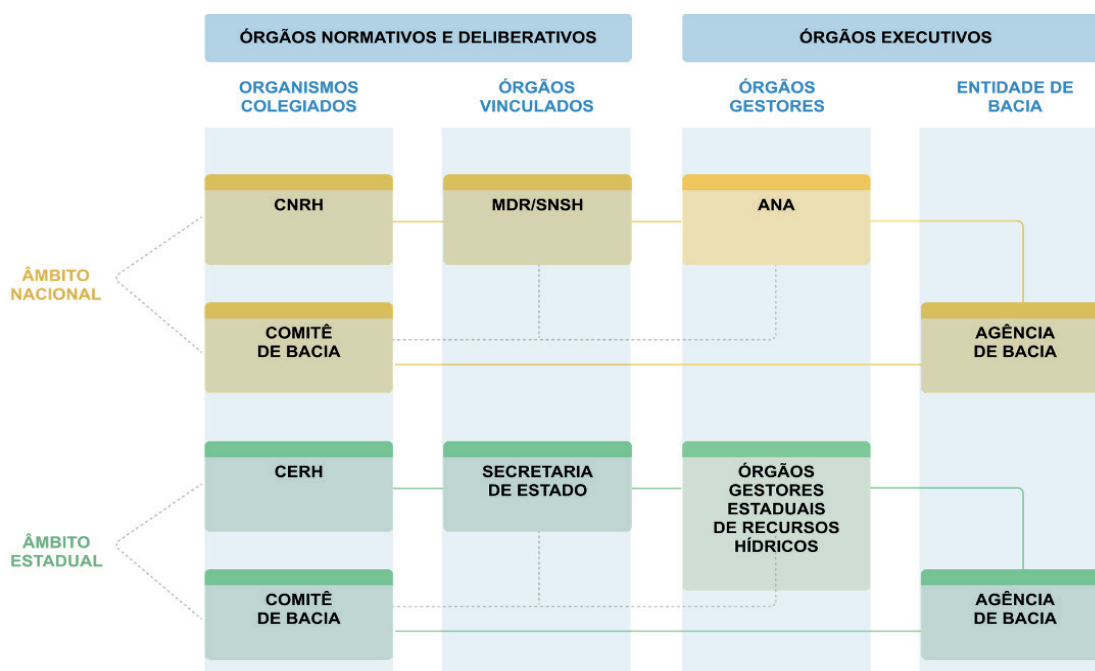 ÓRGÃOS NORMATIVOS E DELIBERATIVOS
ÓRGÃOS EXECUTIVOS
ORGANISMOS
COLEGIADOS
ÓRGÃOS
VINCULADOS
ÓRGÃOS
GESTORES
ENTIDADE DE
BACIA
ÂMBITO
NACIONAL
CNRH
MDR/SNSH
ANA
COMITÊ
DE BACIA
AGÊNCIA
DE BACIA
ÂMBITO
ESTADUAL
CERH
SECRETARIA
DE ESTADO
ÓRGÃOS
GESTORES
ESTADUAIS
DE RECURSOS
HÍDRICOS
COMITÊ
DE BACIA
AGÊNCIA
DE BACIA